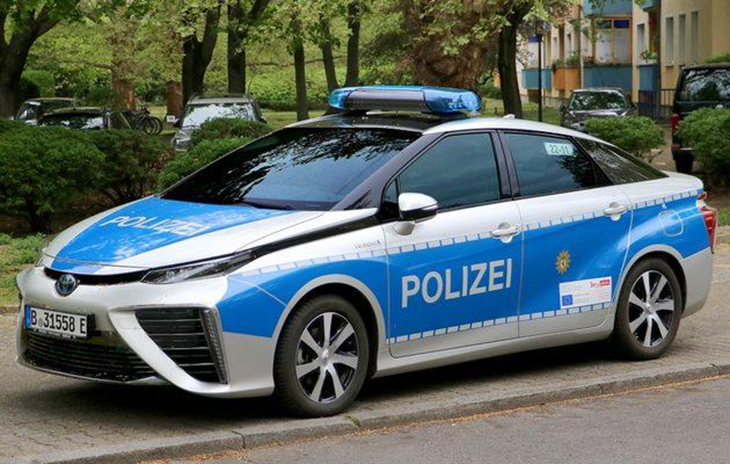 22-11
POLIZEI
POLIZEI
B 31558 E